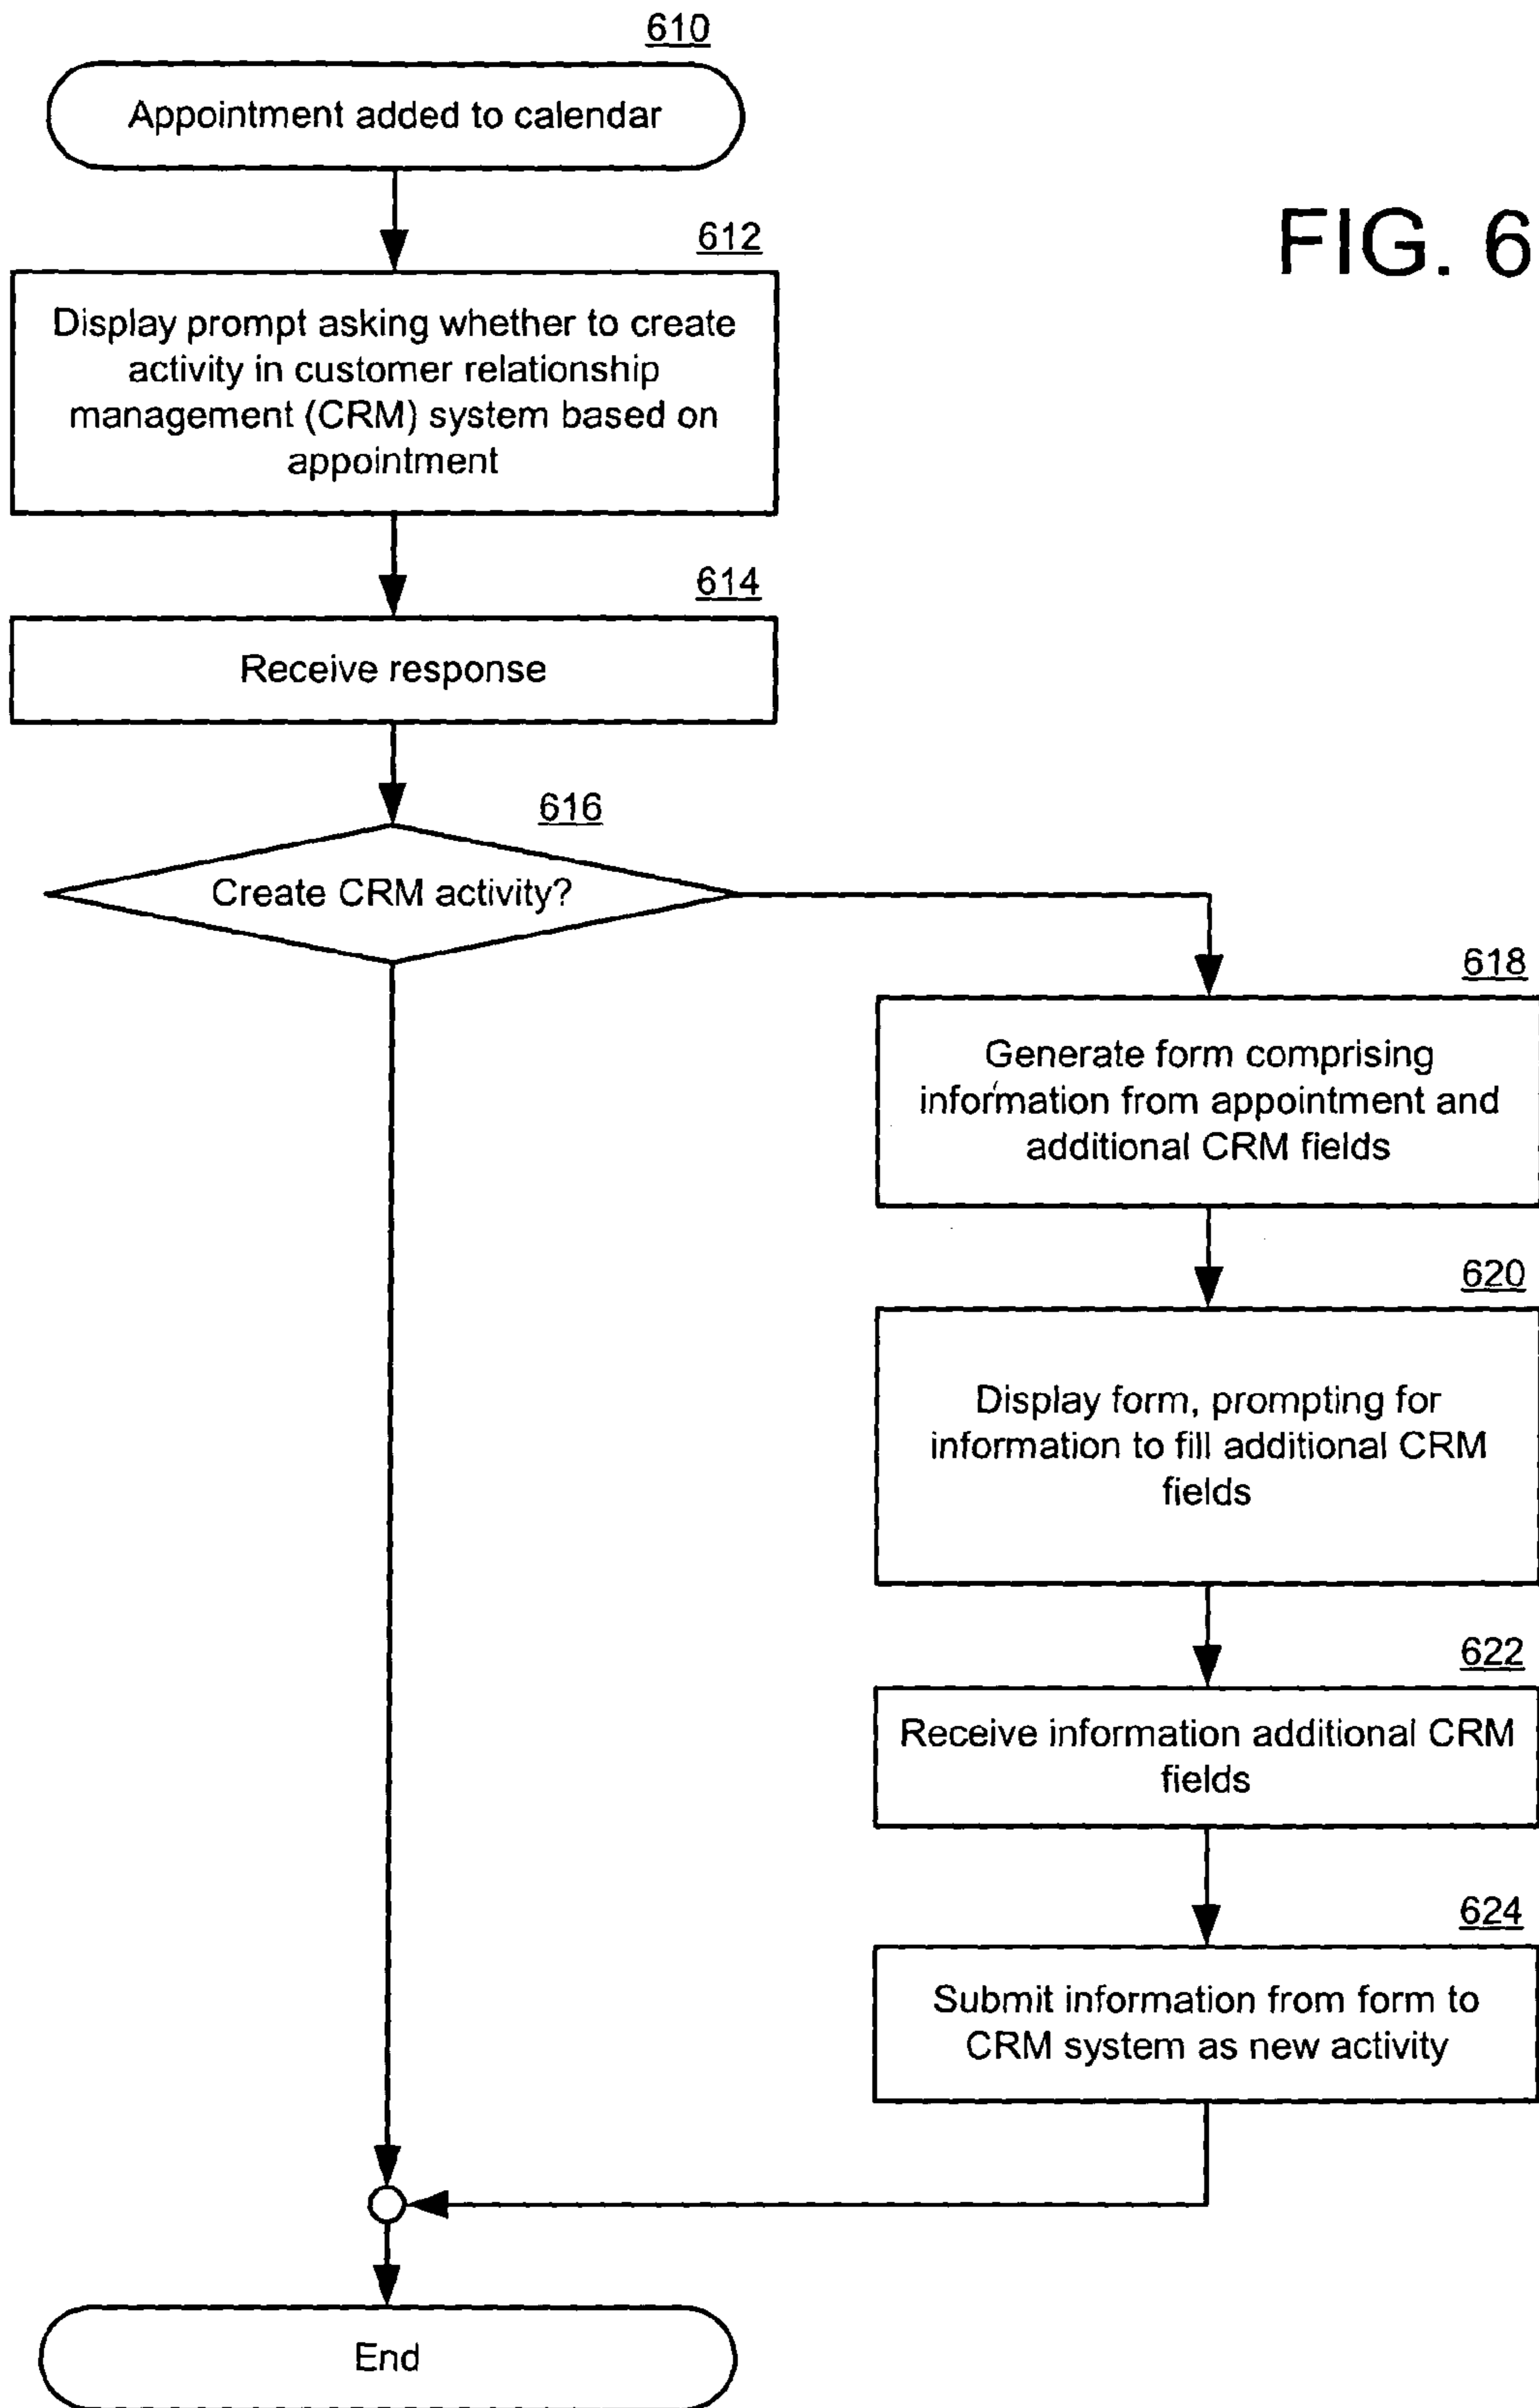 610
Appointment added to calendar
FIG. 6
612
Display prompt asking whether to create
activity in customer relationship
management (CRM) system based on
appointment
614
Receive response
616
Create CRM activity?
618
Generate form comprising
information from appointment and
additional CRM fields
620
Display form, prompting for
information to fill additional CRM
fields
622
Receive information additional CRM
fields
624
Submit information from form to
CRM system as new activity
End